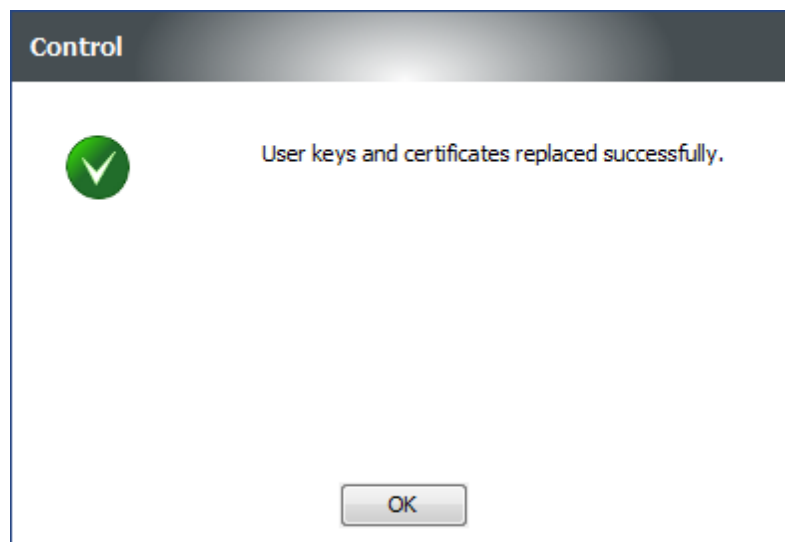 Control
User keys and certificates replaced successfully.
OK